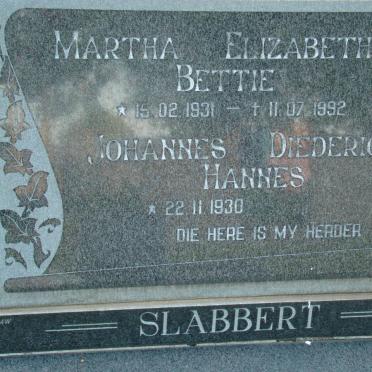 MARTHA ELIZABETH
BETTIE
* 15.02.1931 – † 11.07.1992
JOHANNES DIEDERIC
HANNES
* 22.11.1930
DIE HERE IS MY HERDER
SLABBERT